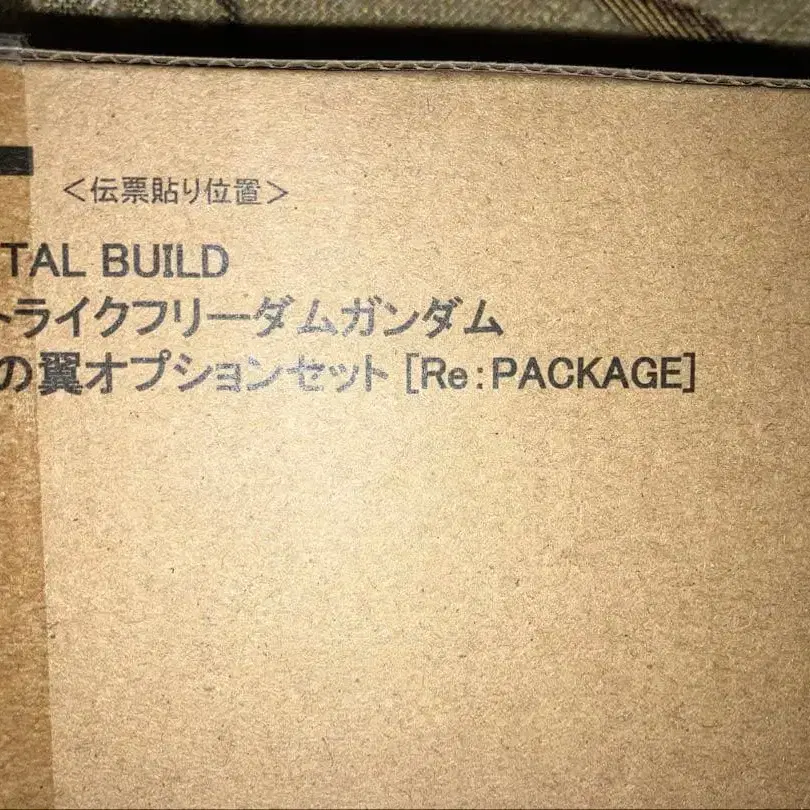 <伝票貼り位置>
TAL BUILD
トライクフリーダムガンダム
の翼オプションセット [Re:PACKAGE]